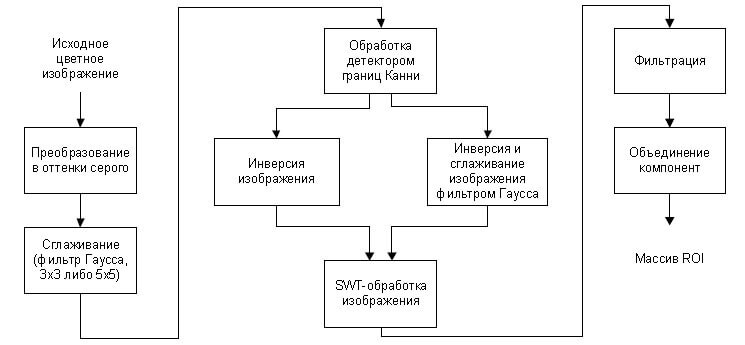 Исходное
цветное
изображение
Преобразование
в оттенки серого
Сглаживание
(фильтр Гаусса,
3х3 либо 5х5)
Обработка
детектором
границ Канни
Инверсия
изображения
Инверсия и
сглаживание
изображения
фильтром Гаусса
SWT-обработка
изображения
Фильтрация
Объединение
компонент
Массив ROI